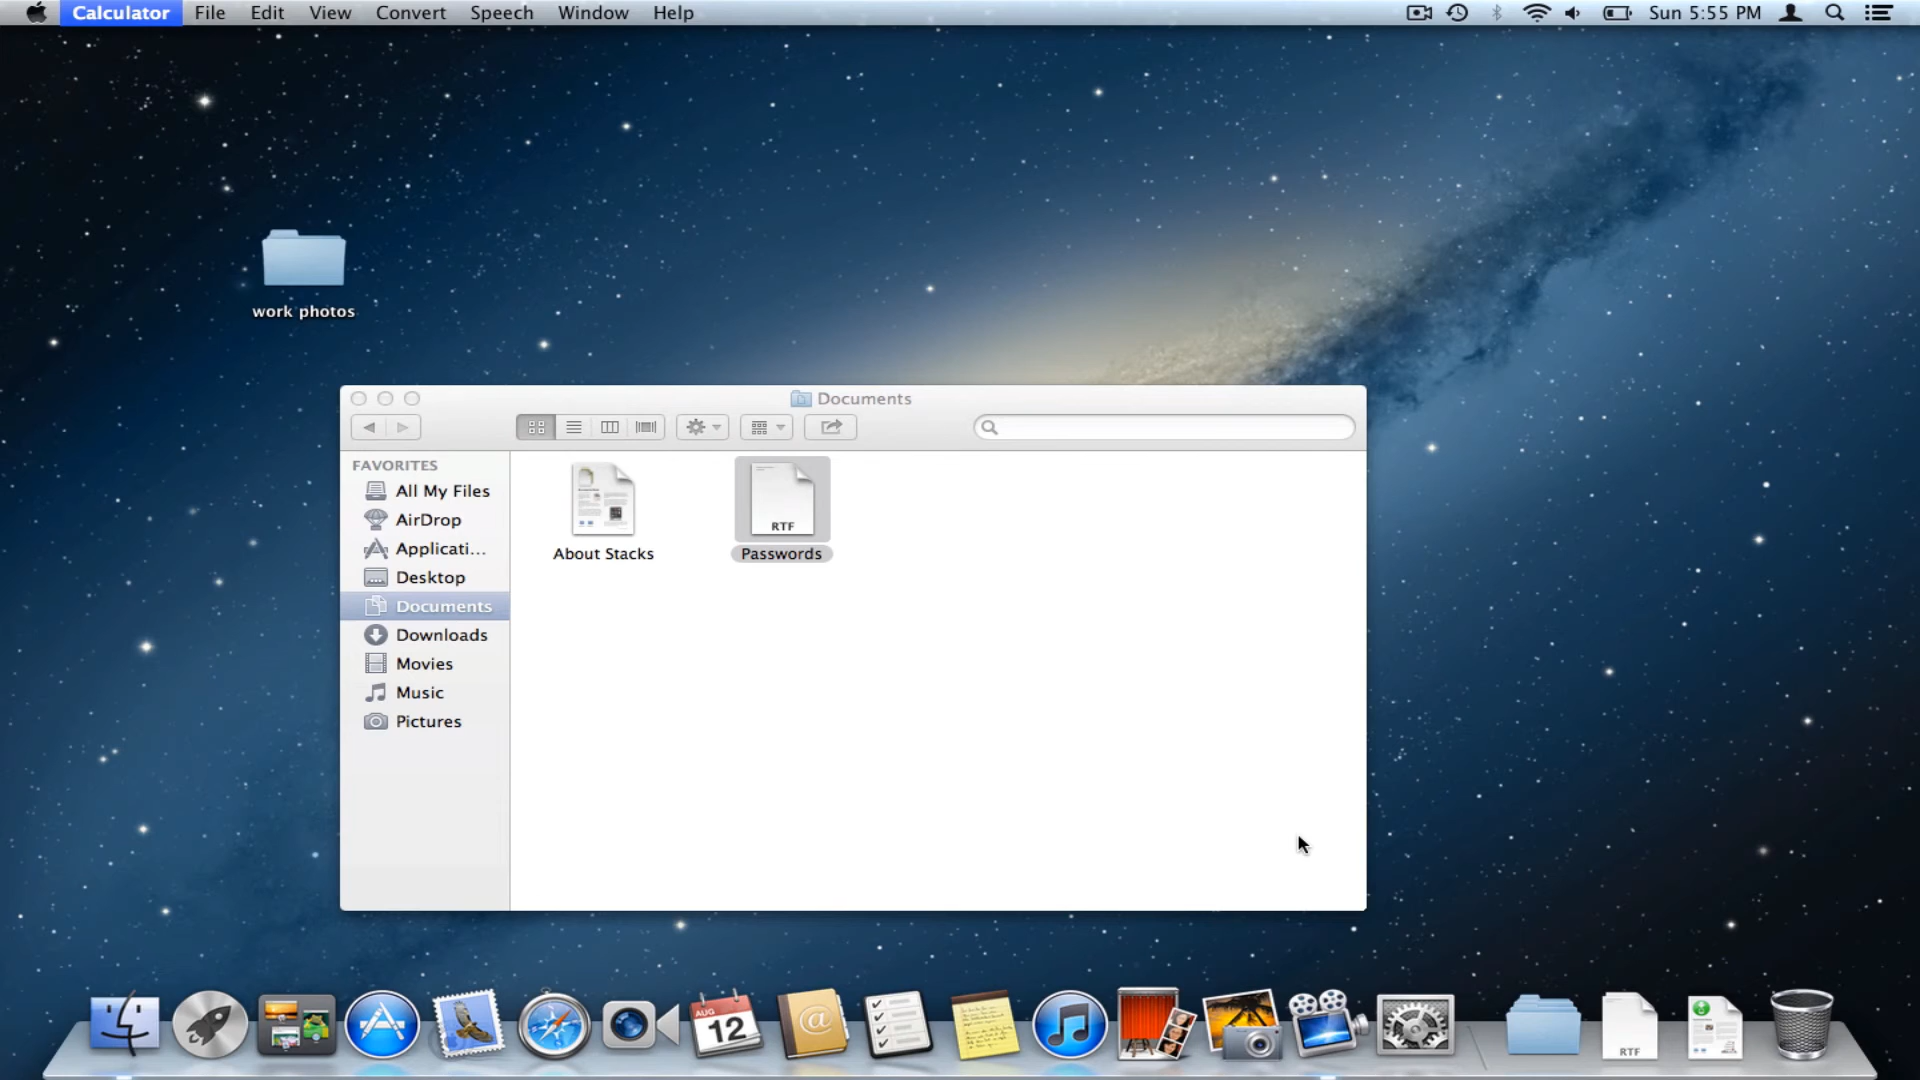 Calculator File Edit View Convert Speech Window Help Sun 5:55 PM
work photos
Documents
FAVORITES
All My Files
AirDrop
Applicati...
Desktop
Documents
Downloads
Movies
Music
Pictures
RTF
About Stacks Passwords
AUG
12
@
RTF